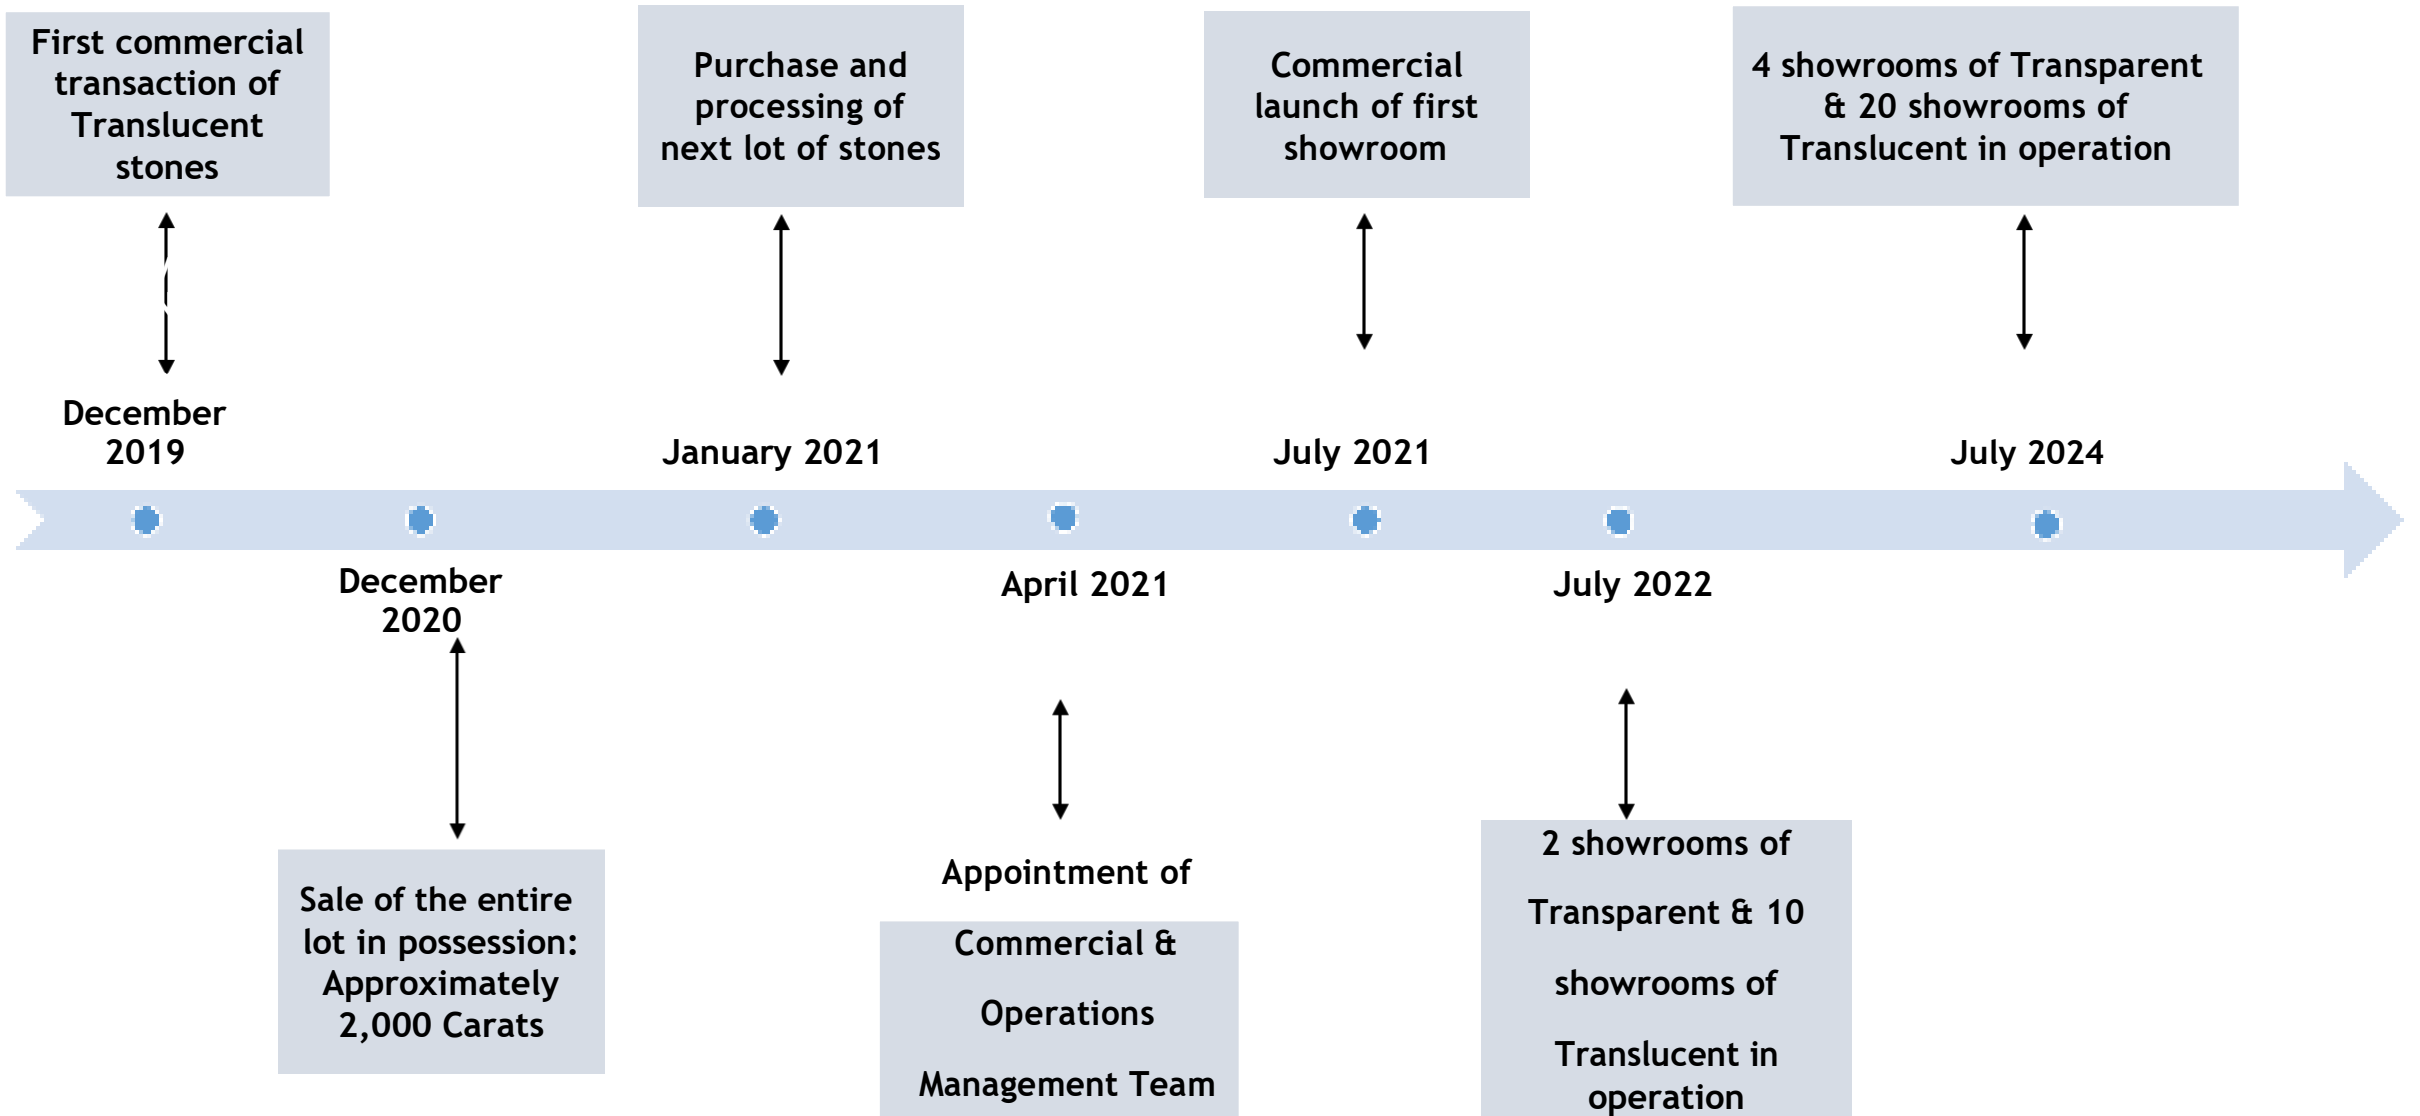 First commercial
transaction of
Translucent
stones
Purchase and
processing of
next lot of stones
Commercial
launch of first
showroom
4 showrooms of Transparent
& 20 showrooms of
Translucent in operation
December
2019
January 2021
July 2021
July 2024
December
2020
April 2021
July 2022
Sale of the entire
lot in possession:
Approximately
2,000 Carats
Appointment of
Commercial &
Operations
Management Team
2 showrooms of
Transparent & 10
showrooms of
Translucent in
operation